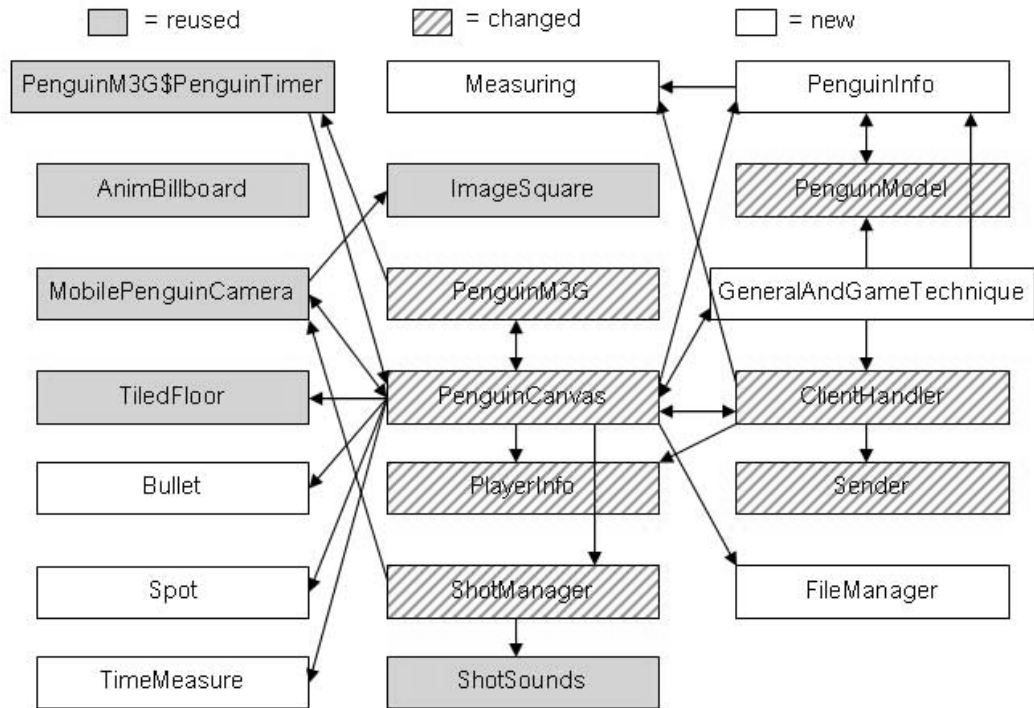 = reused = changed = new
PenguinM3G$PenguinTimer Measuring PenguinInfo
AnimBillboard ImageSquare PenguinModel
MobilePenguinCamera PenguinM3G GeneralAndGameTechnique
TiledFloor PenguinCanvas ClientHandler
Bullet PlayerInfo Sender
Spot ShotManager FileManager
TimeMeasure ShotSounds